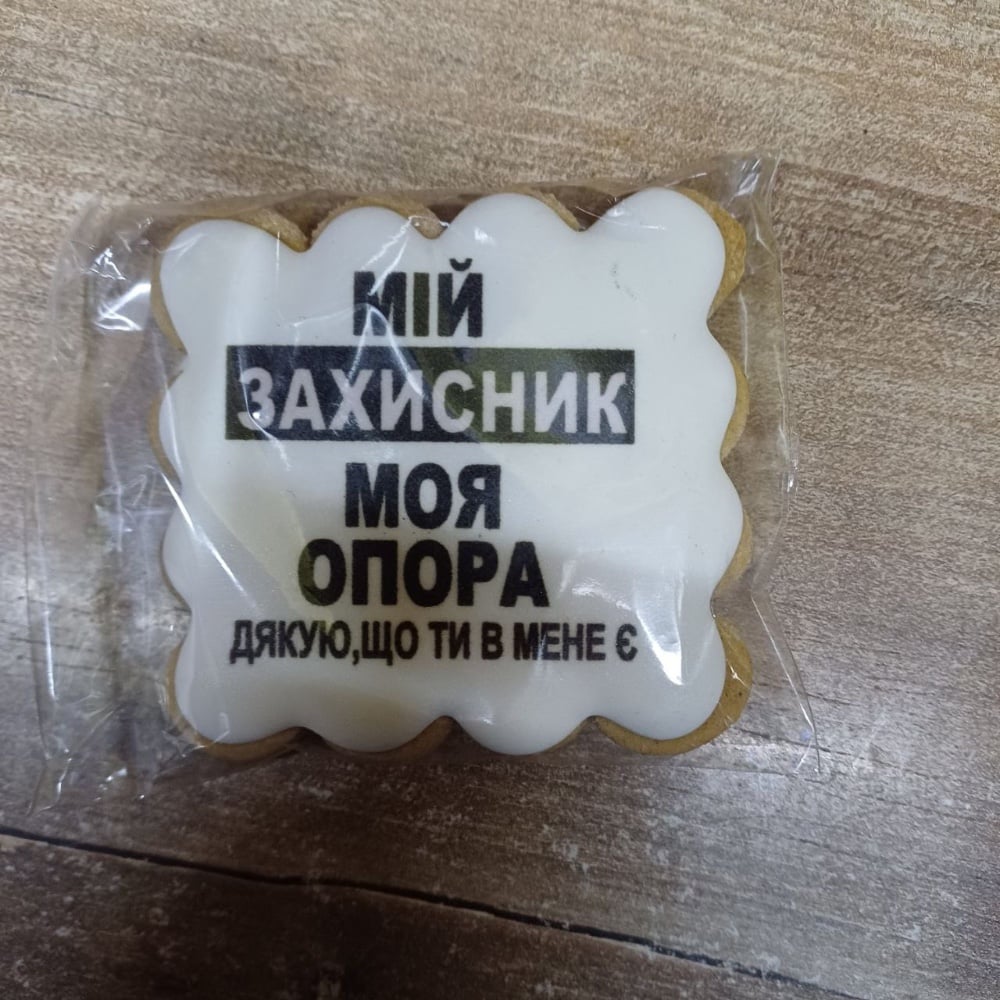 МІЙ
ЗАХИСНИК
МОЯ
ОПОРА
ДЯКУЮ,ЩО ТИ В МЕНЕ Є